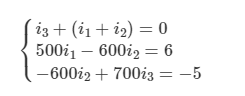 i₃ + (i₁ + i₂) = 0
500i₁ − 600i₂ = 6
−600i₂ + 700i₃ = −5